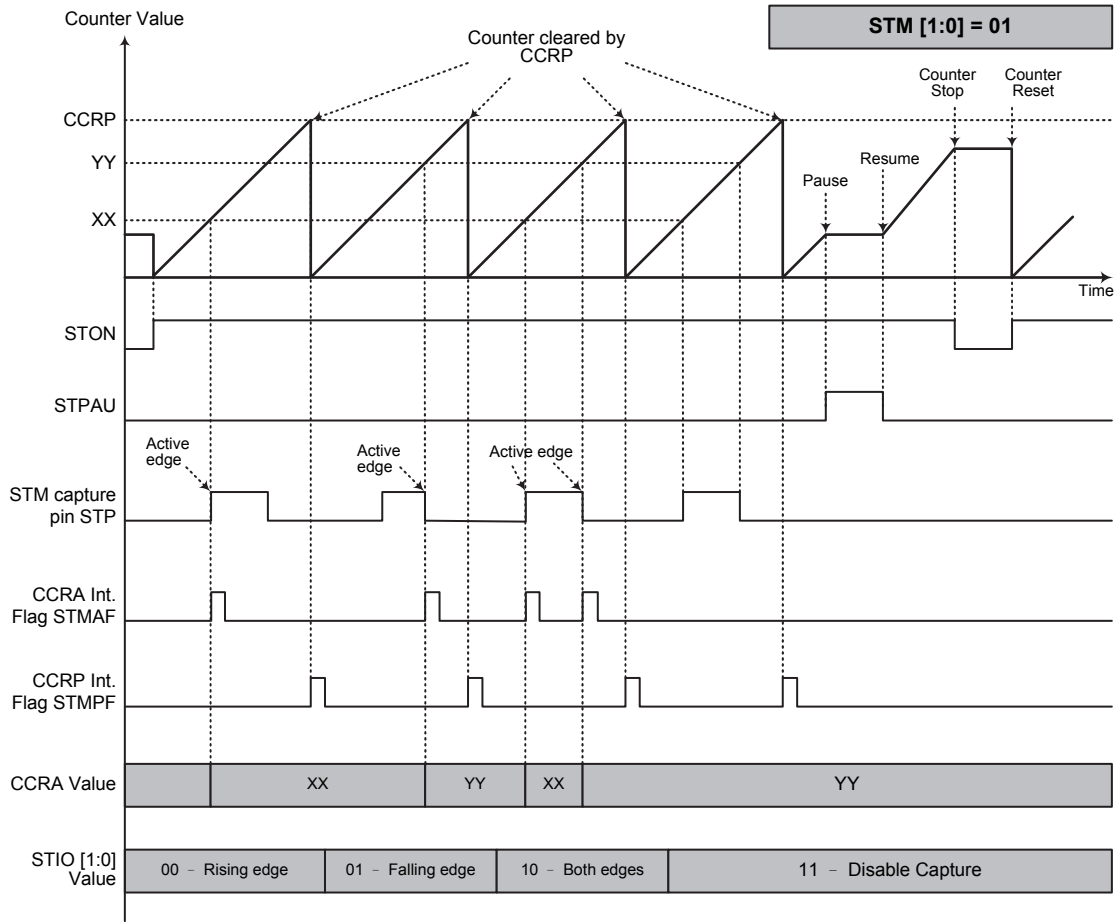 Counter Value
STM [1:0] = 01
Counter cleared by
CCRP
Counter
Stop
Counter
Reset
CCRP
YY
Resume
Pause
XX
Time
STON
STPAU
Active
edge
Active
edge
Active edge
STM capture
pin STP
CCRA Int.
Flag STMAF
CCRP Int.
Flag STMPF
CCRA Value
XX
YY
XX
YY
STIO [1:0]
Value
00 – Rising edge
01 – Falling edge
10 – Both edges
11 – Disable Capture